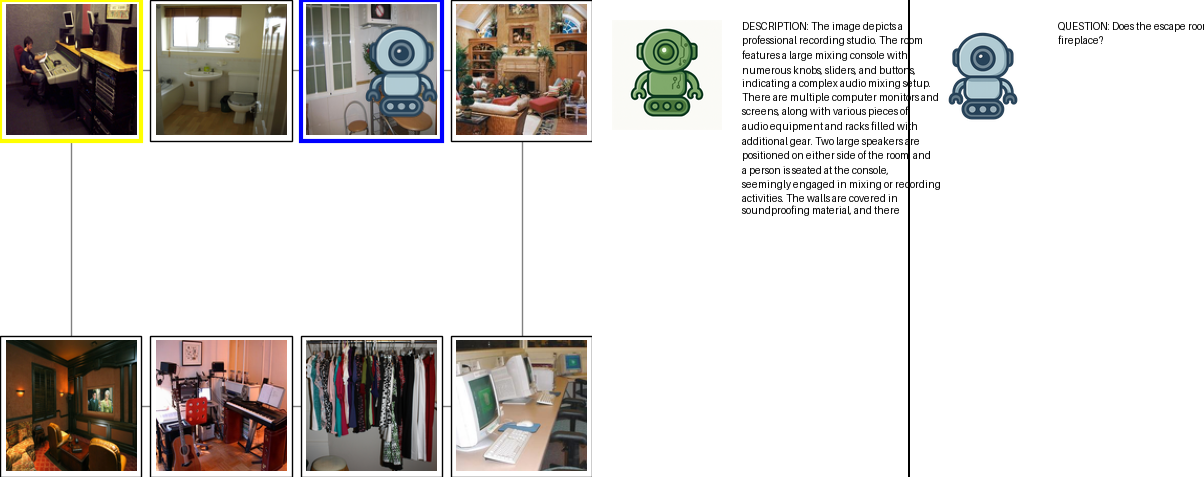 DESCRIPTION: The image depicts a
professional recording studio. The room
features a large mixing console with
numerous knobs, sliders, and buttons,
indicating a complex audio mixing setup.
There are multiple computer monitors and
screens, along with various pieces of
audio equipment and racks filled with
additional gear. Two large speakers are
positioned on either side of the room, and
a person is seated at the console,
seemingly engaged in mixing or recording
activities. The walls are covered in
soundproofing material, and there
QUESTION: Does the escape roo
fireplace?